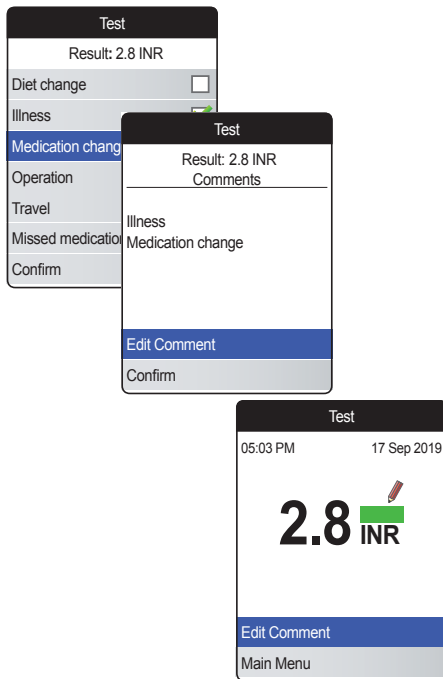 Test
Result: 2.8 INR
Diet change
Illness
Medication chang
Operation
Travel
Missed medication
Confirm
Test
Result: 2.8 INR
Comments
Illness
Medication change
Edit Comment
Confirm
Test
05:03 PM 17 Sep 2019
2.8 INR
Edit Comment
Main Menu